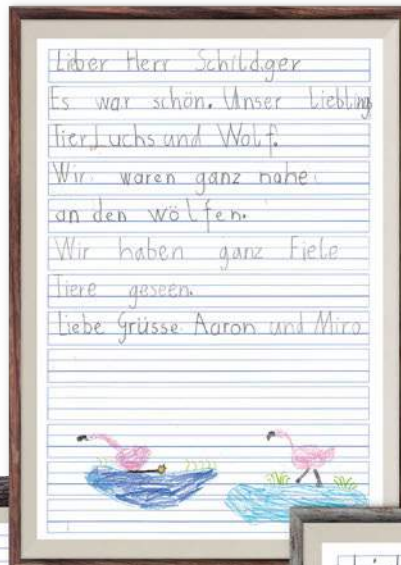 Lieber Herr Schildger
Es war schön. Unser lieblings
Tier Luchs und Wolf.
Wir waren ganz nahe
an den wölfen.
Wir haben ganz Fiele
Tiere geseen.
Liebe Grüsse Aaron und Miro